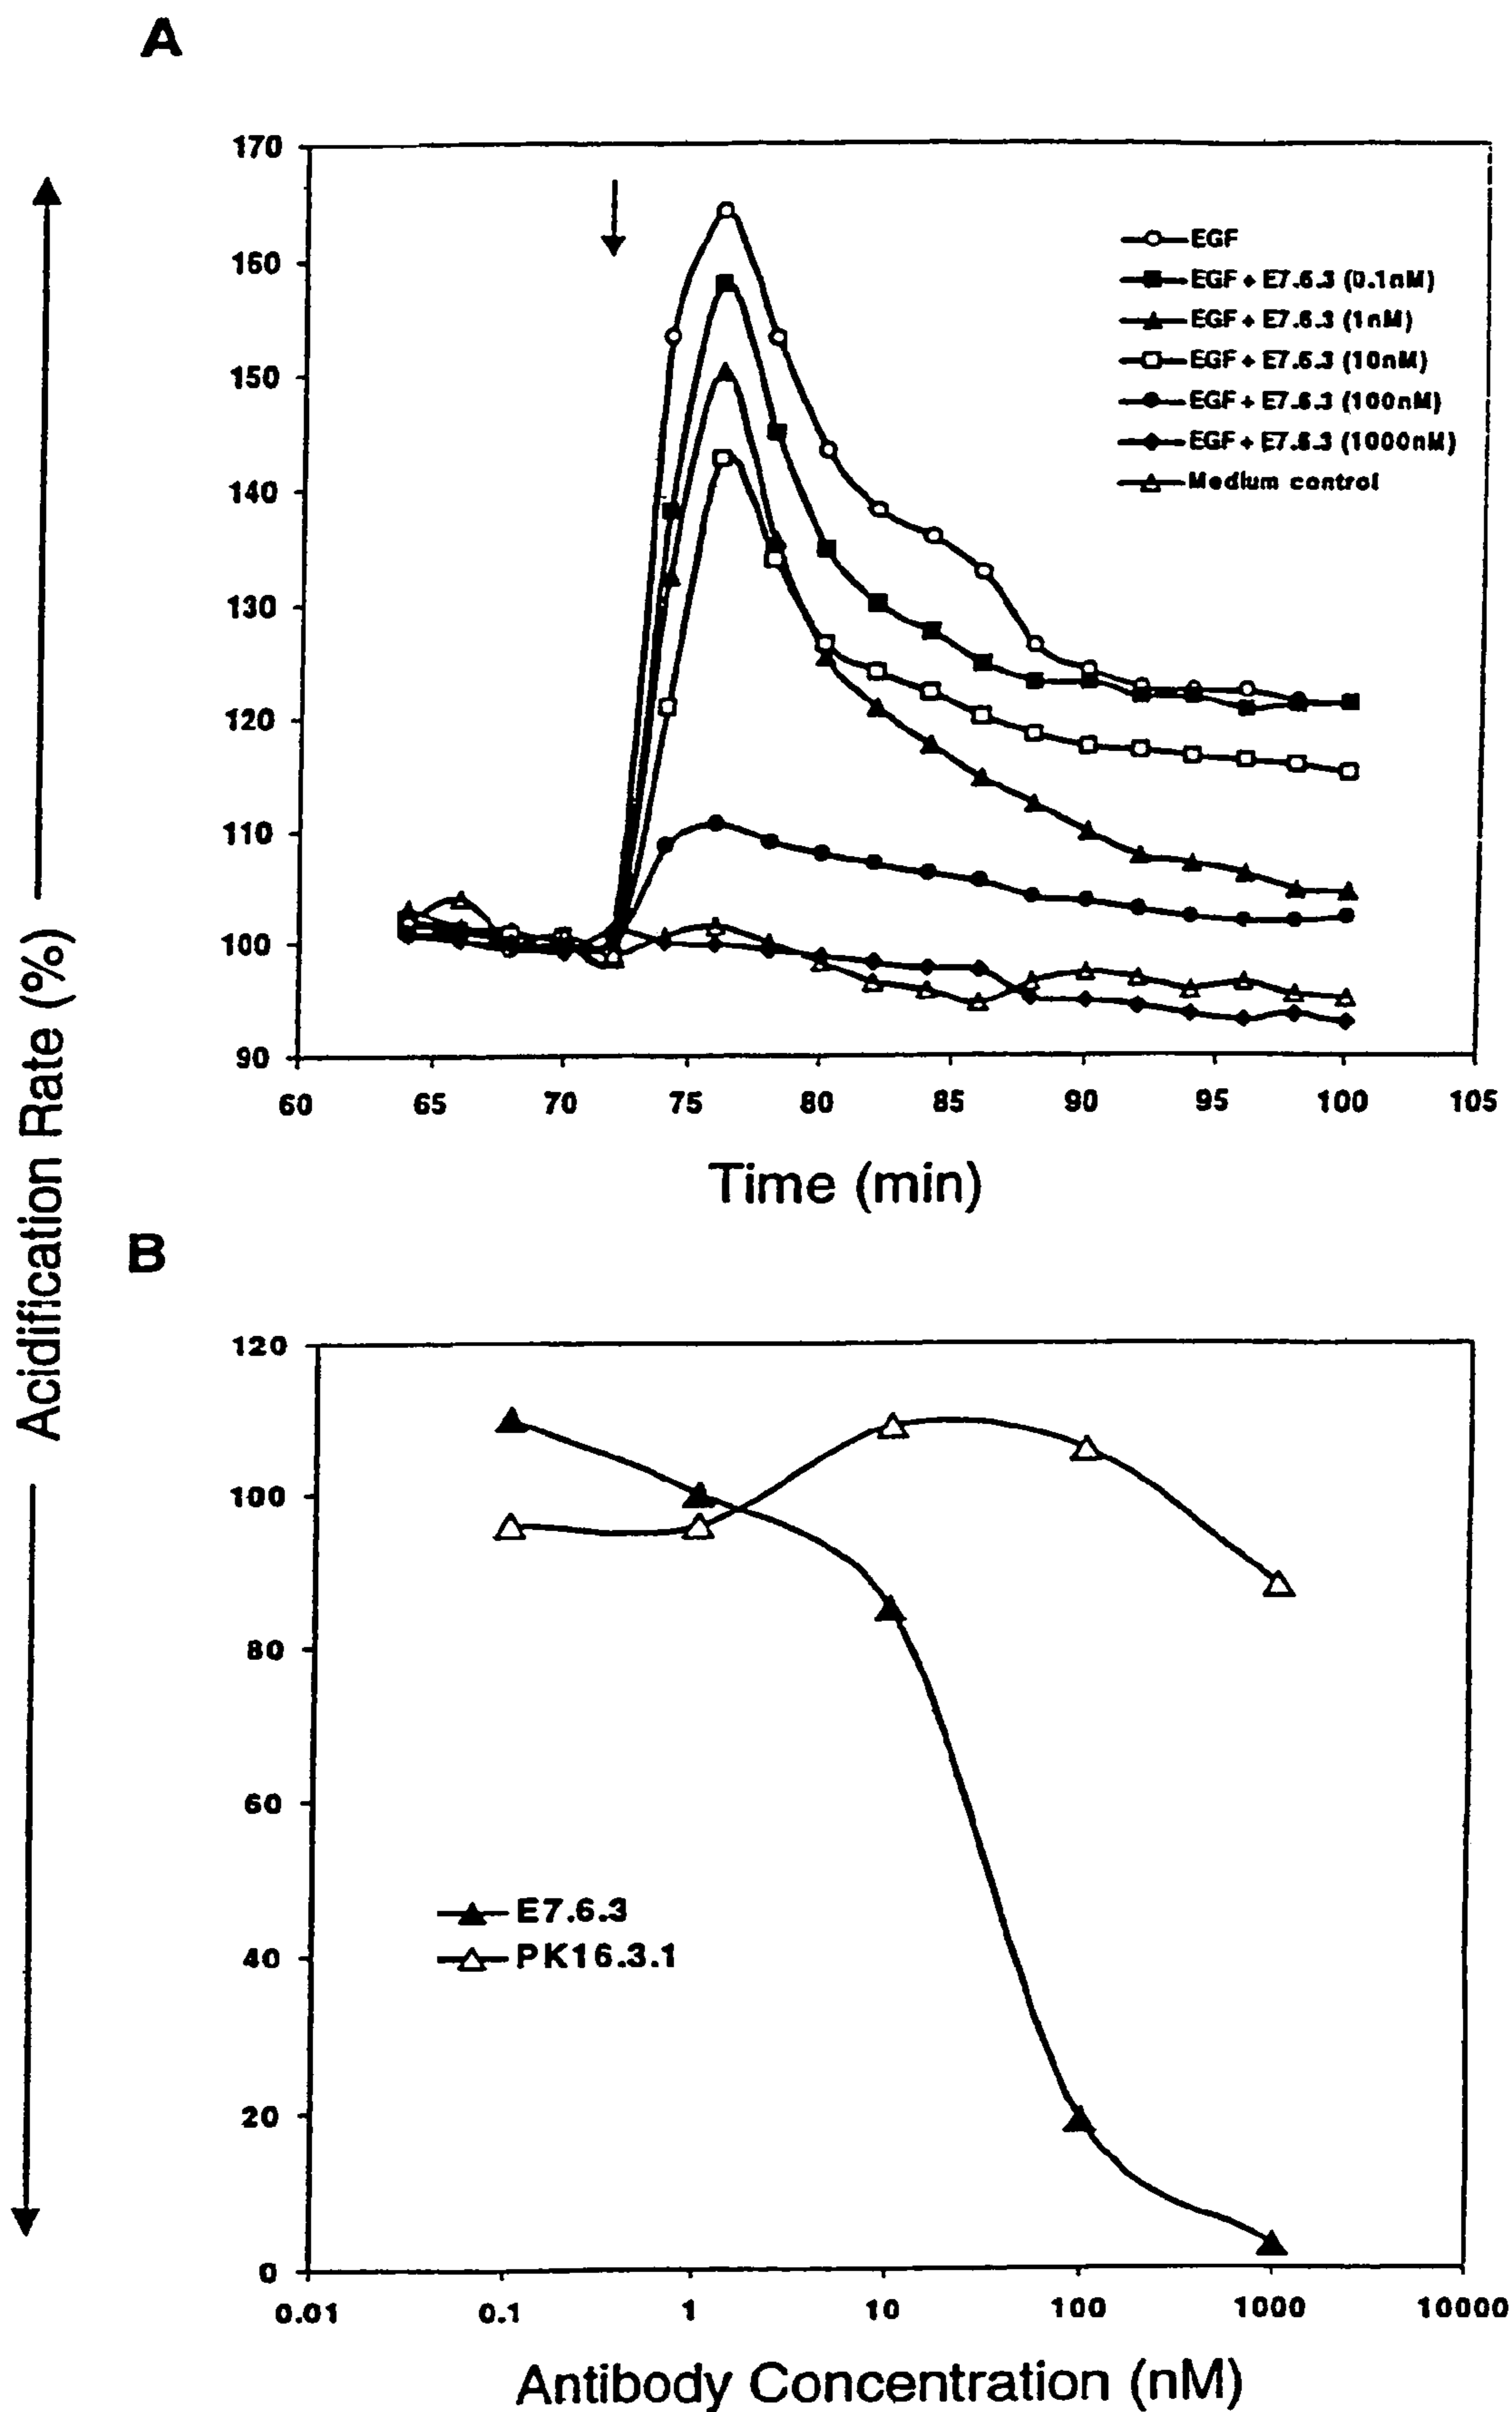 A
170
160
150
140
130
120
110
100
90
EGF
EGF + E7.6.3 (0.1nM)
EGF + E7.6.3 (1nM)
EGF + E7.6.3 (10nM)
EGF + E7.6.3 (100nM)
EGF + E7.6.3 (1000nM)
Medium control
60 65 70 75 80 85 90 95 100 105
Time (min)
Acidification Rate (%)
B
120
100
80
60
40
20
0
E7.6.3
PK16.3.1
0.01 0.1 1 10 100 1000 10000
Antibody Concentration (nM)